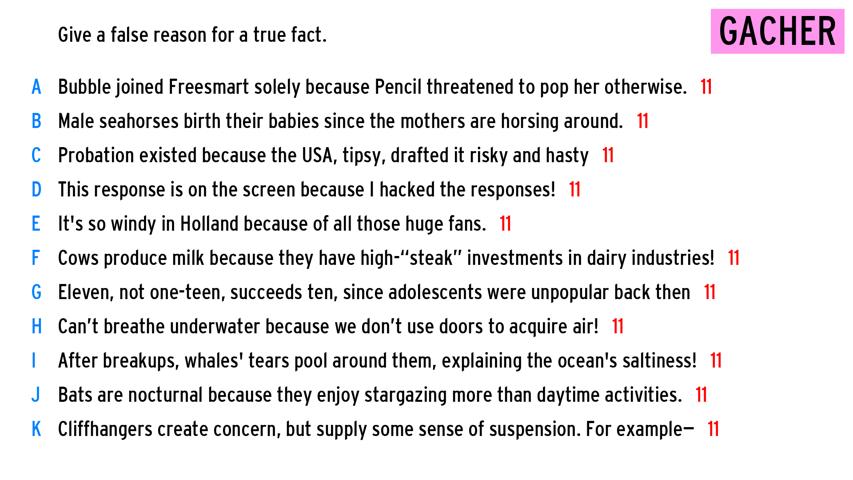 Give a false reason for a true fact.
GACHER
A Bubble joined Freesmart solely because Pencil threatened to pop her otherwise. 11
B Male seahorses birth their babies since the mothers are horsing around. 11
C Probation existed because the USA, tipsy, drafted it risky and hasty 11
D This response is on the screen because I hacked the responses! 11
E It's so windy in Holland because of all those huge fans. 11
F Cows produce milk because they have high-“steak” investments in dairy industries! 11
G Eleven, not one-teen, succeeds ten, since adolescents were unpopular back then 11
H Can’t breathe underwater because we don’t use doors to acquire air! 11
I After breakups, whales' tears pool around them, explaining the ocean's saltiness! 11
J Bats are nocturnal because they enjoy stargazing more than daytime activities. 11
K Cliffhangers create concern, but supply some sense of suspension. For example— 11